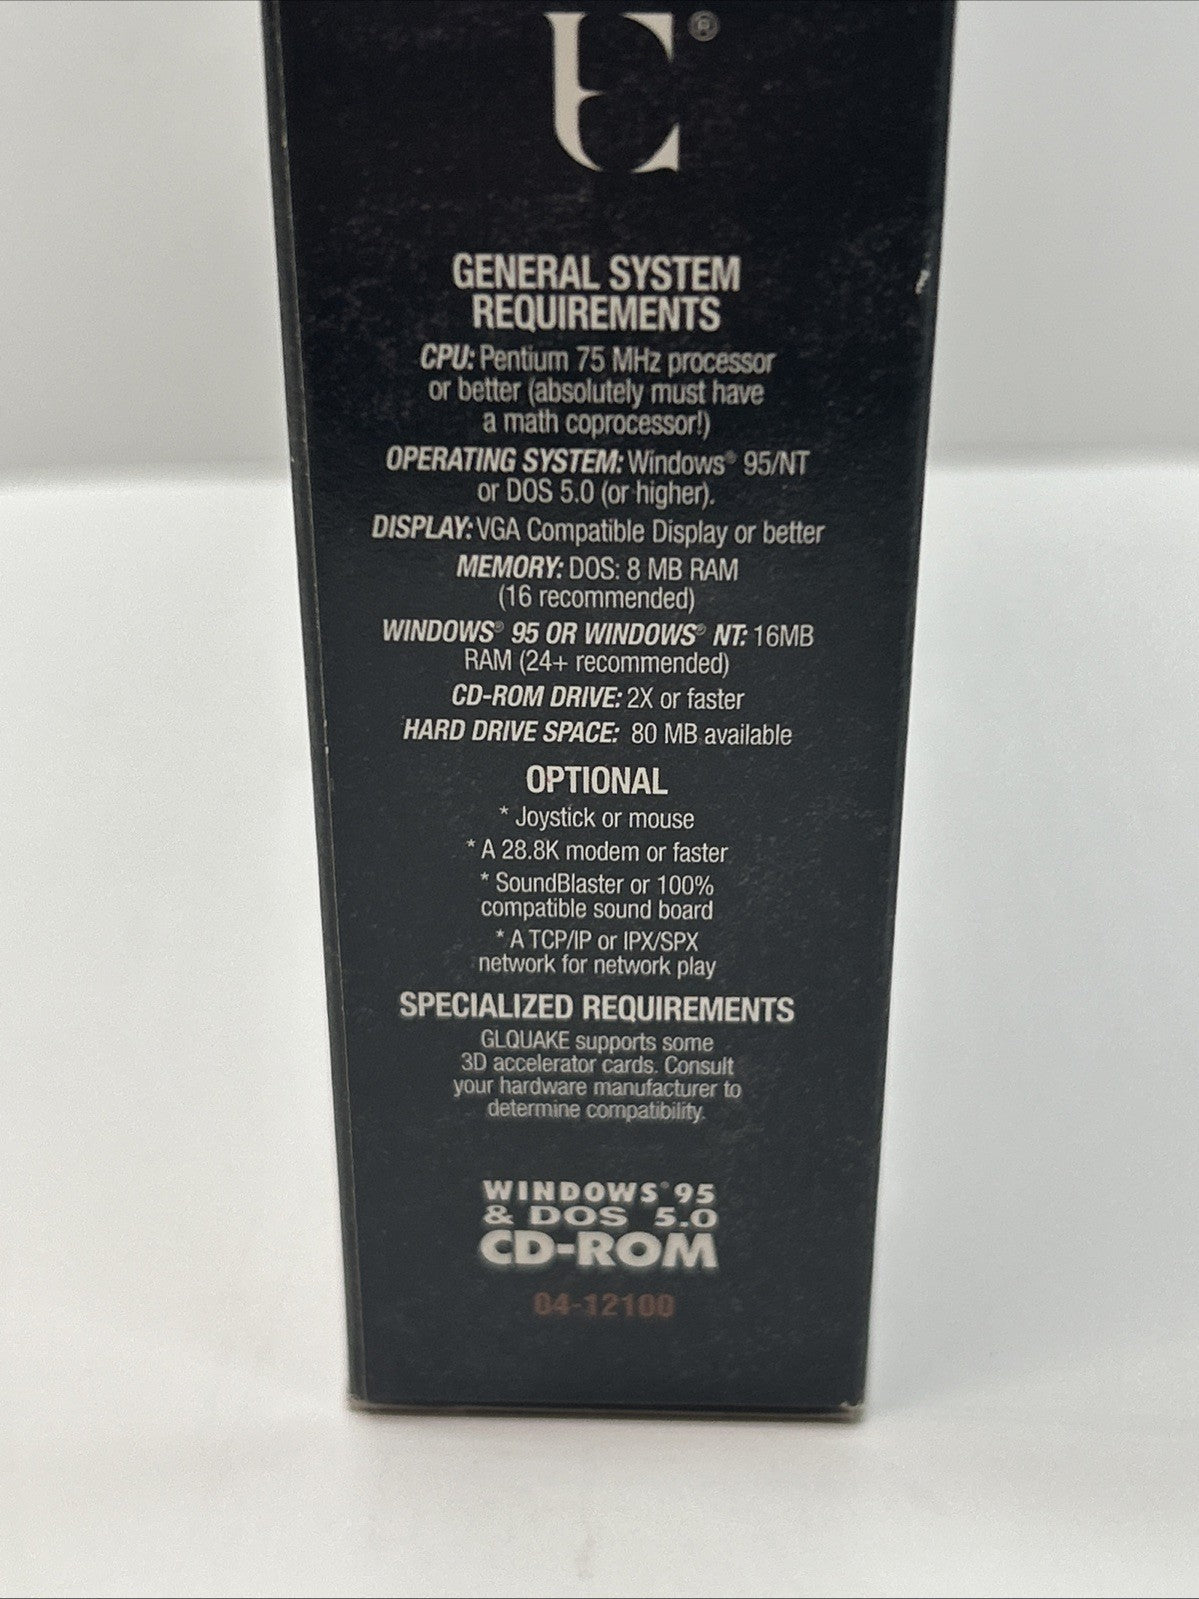 E®
GENERAL SYSTEM
REQUIREMENTS
CPU: Pentium 75 MHz processor
or better (absolutely must have
a math coprocessor!)
OPERATING SYSTEM: Windows® 95/NT
or DOS 5.0 (or higher).
DISPLAY: VGA Compatible Display or better
MEMORY: DOS: 8 MB RAM
(16 recommended)
WINDOWS® 95 OR WINDOWS® NT: 16MB
RAM (24+ recommended)
CD-ROM DRIVE: 2X or faster
HARD DRIVE SPACE: 80 MB available
OPTIONAL
* Joystick or mouse
* A 28.8K modem or faster
* SoundBlaster or 100%
compatible sound board
* A TCP/IP or IPX/SPX
network for network play
SPECIALIZED REQUIREMENTS
GLQUAKE supports some
3D accelerator cards. Consult
your hardware manufacturer to
determine compatibility.
WINDOWS® 95
& DOS 5.0
CD-ROM
04-12100